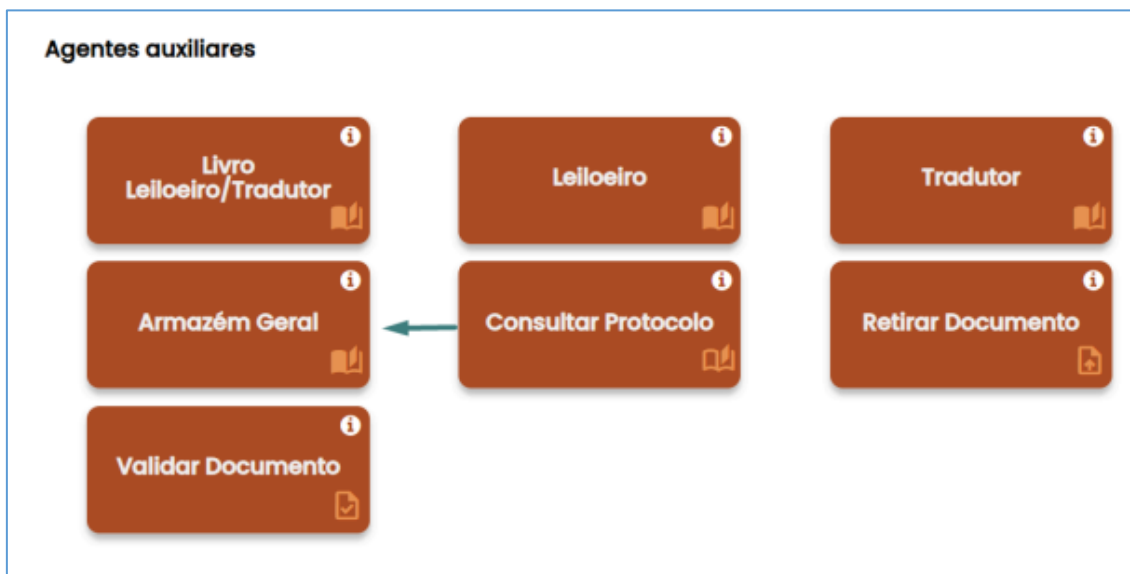 Agentes auxiliares
Livro
Leiloeiro/Tradutor
Leiloeiro
Tradutor
Armazém Geral
Consultar Protocolo
Retirar Documento
Validar Documento